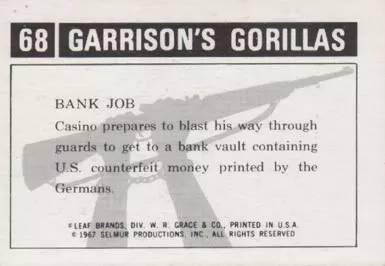 68 GARRISON'S GORILLAS
BANK JOB
Casino prepares to blast his way through
guards to get to a bank vault containing
U.S. counterfeit money printed by the
Germans.
© LEAF BRANDS, DIV. W. R. GRACE & CO., PRINTED IN U.S.A.
© 1967 SELMUR PRODUCTIONS, INC., ALL RIGHTS RESERVED